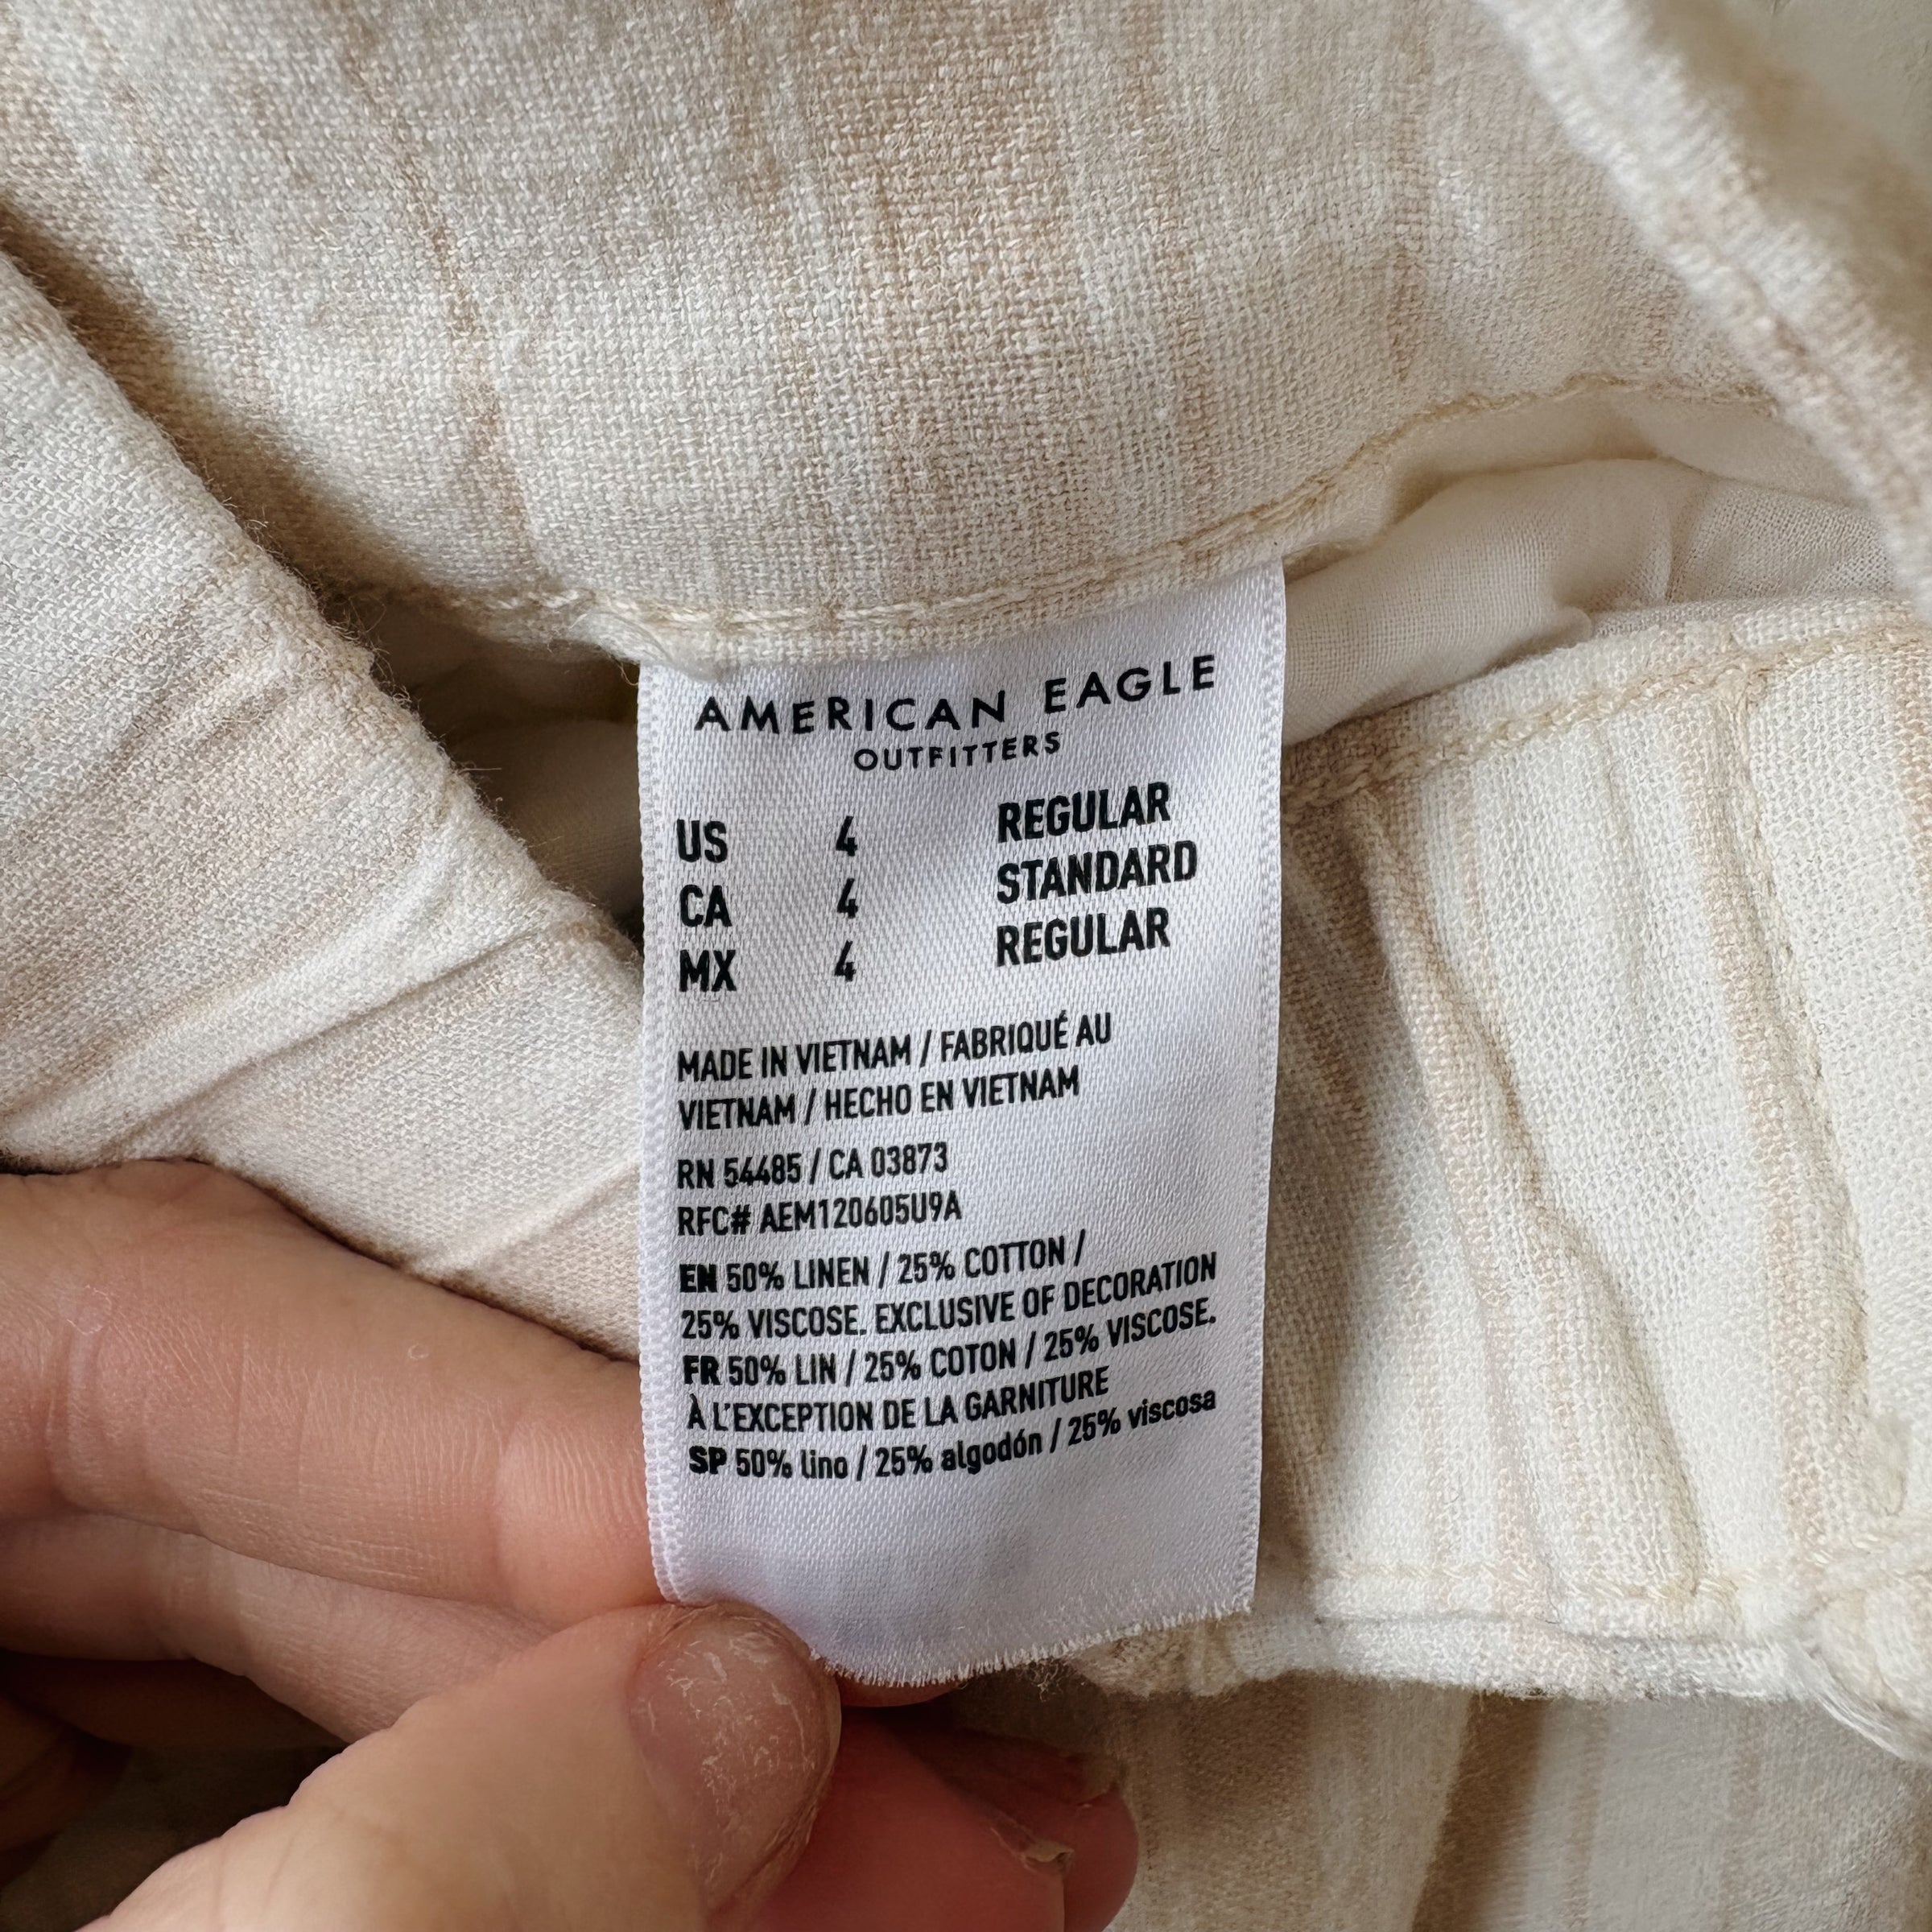 AMERICAN EAGLE
OUTFITTERS
US 4 REGULAR
CA 4 STANDARD
MX 4 REGULAR
MADE IN VIETNAM / FABRIQUÉ AU
VIETNAM / HECHO EN VIETNAM
RN 54485 / CA 03873
RFC# AEM120605U9A
EN 50% LINEN / 25% COTTON /
25% VISCOSE. EXCLUSIVE OF DECORATION
FR 50% LIN / 25% COTON / 25% VISCOSE.
À L'EXCEPTION DE LA GARNITURE
SP 50% lino / 25% algodón / 25% viscosa